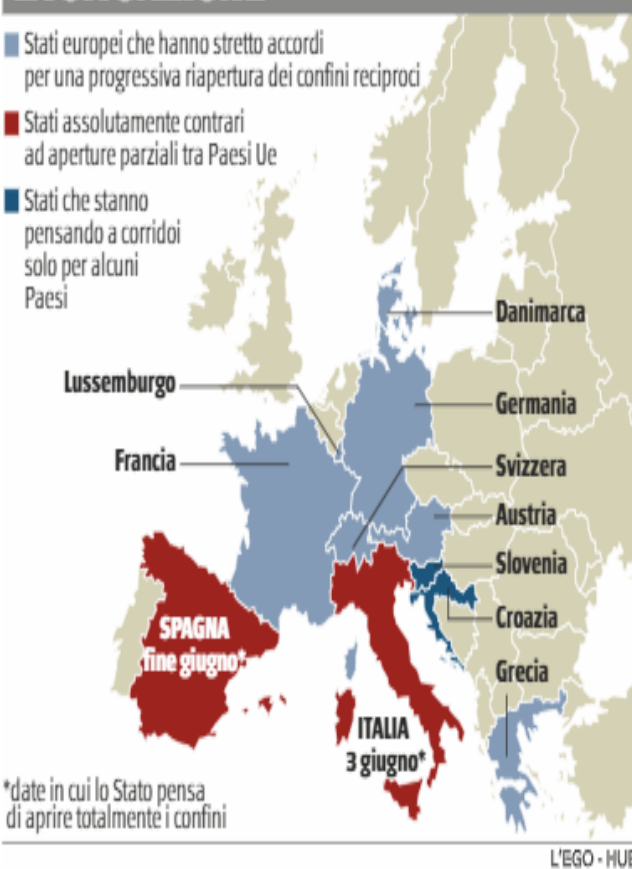 Stati europei che hanno stretto accordi
per una progressiva riapertura dei confini reciproci
Stati assolutamente contrari
ad aperture parziali tra Paesi Ue
Stati che stanno
pensando a corridoi
solo per alcuni
Paesi
Danimarca
Lussemburgo
Germania
Francia
Svizzera
Austria
Slovenia
Croazia
Grecia
SPAGNA
fine giugno*
ITALIA
3 giugno*
*date in cui lo Stato pensa
di aprire totalmente i confini
L'EGO - HUB